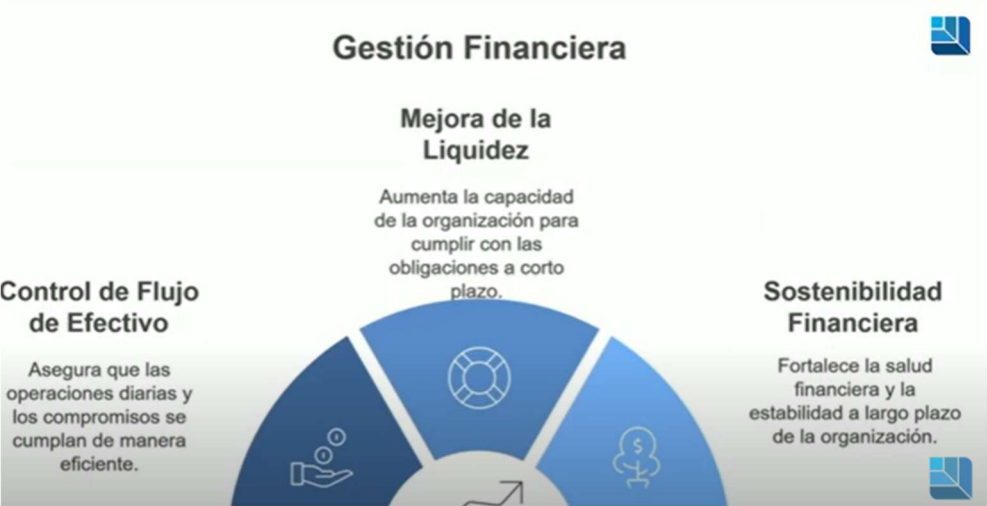 Gestión Financiera
Mejora de la
Liquidez
Aumenta la capacidad
de la organización para
cumplir con las
obligaciones a corto
plazo.
Control de Flujo
de Efectivo
Asegura que las
operaciones diarias y
los compromisos se
cumplan de manera
eficiente.
Sostenibilidad
Financiera
Fortalece la salud
financiera y la
estabilidad a largo plazo
de la organización.